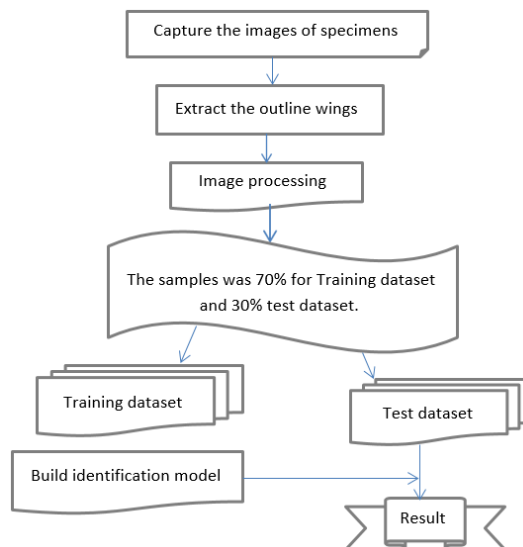 Capture the images of specimens
Extract the outline wings
Image processing
The samples was 70% for Training dataset
and 30% test dataset.
Training dataset
Test dataset
Build identification model
Result